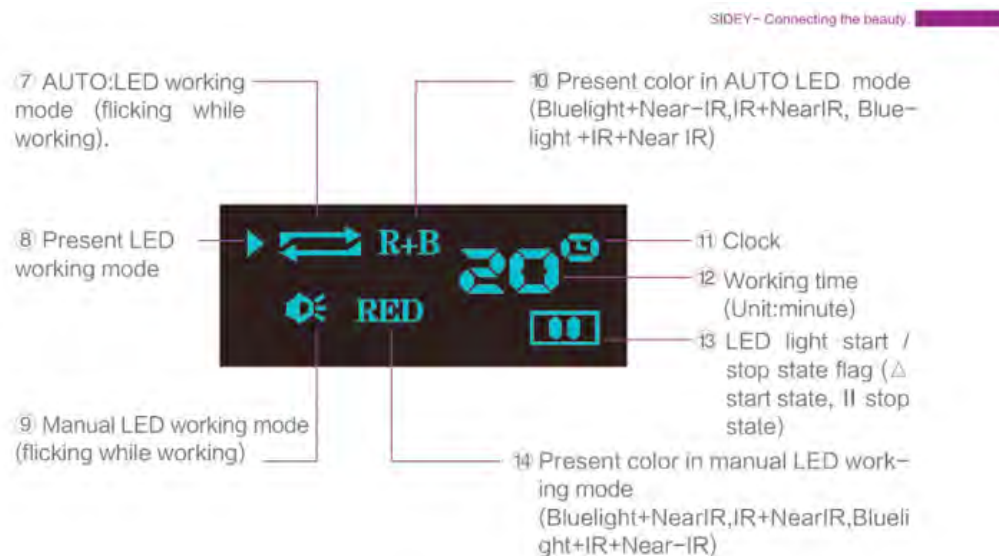 SIDEY- Connecting the beauty.
⑦ AUTO:LED working
mode (flicking while
working).
⑩ Present color in AUTO LED mode
(Bluelight+Near-IR,IR+NearIR, Blue-
light +IR+Near IR)
⑧ Present LED
working mode
R+B
20
RED
⑪ Clock
⑫ Working time
(Unit:minute)
⑬ LED light start /
stop state flag (△
start state, II stop
state)
⑨ Manual LED working mode
(flicking while working)
⑭ Present color in manual LED work-
ing mode
(Bluelight+NearIR,IR+NearIR,Blueli
ght+IR+Near-IR)